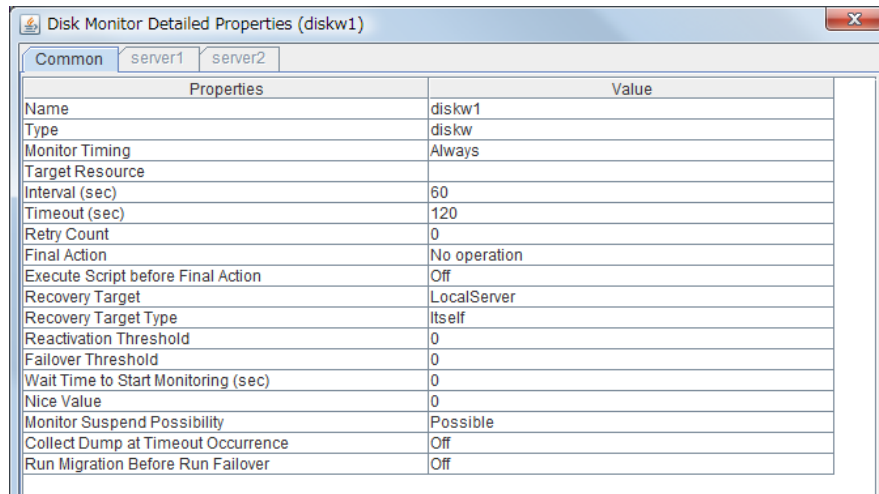 Disk Monitor Detailed Properties (diskw1)
Common server1 server2
Properties Value
Name diskw1
Type diskw
Monitor Timing Always
Target Resource
Interval (sec) 60
Timeout (sec) 120
Retry Count 0
Final Action No operation
Execute Script before Final Action Off
Recovery Target LocalServer
Recovery Target Type Itself
Reactivation Threshold 0
Failover Threshold 0
Wait Time to Start Monitoring (sec) 0
Nice Value 0
Monitor Suspend Possibility Possible
Collect Dump at Timeout Occurrence Off
Run Migration Before Run Failover Off